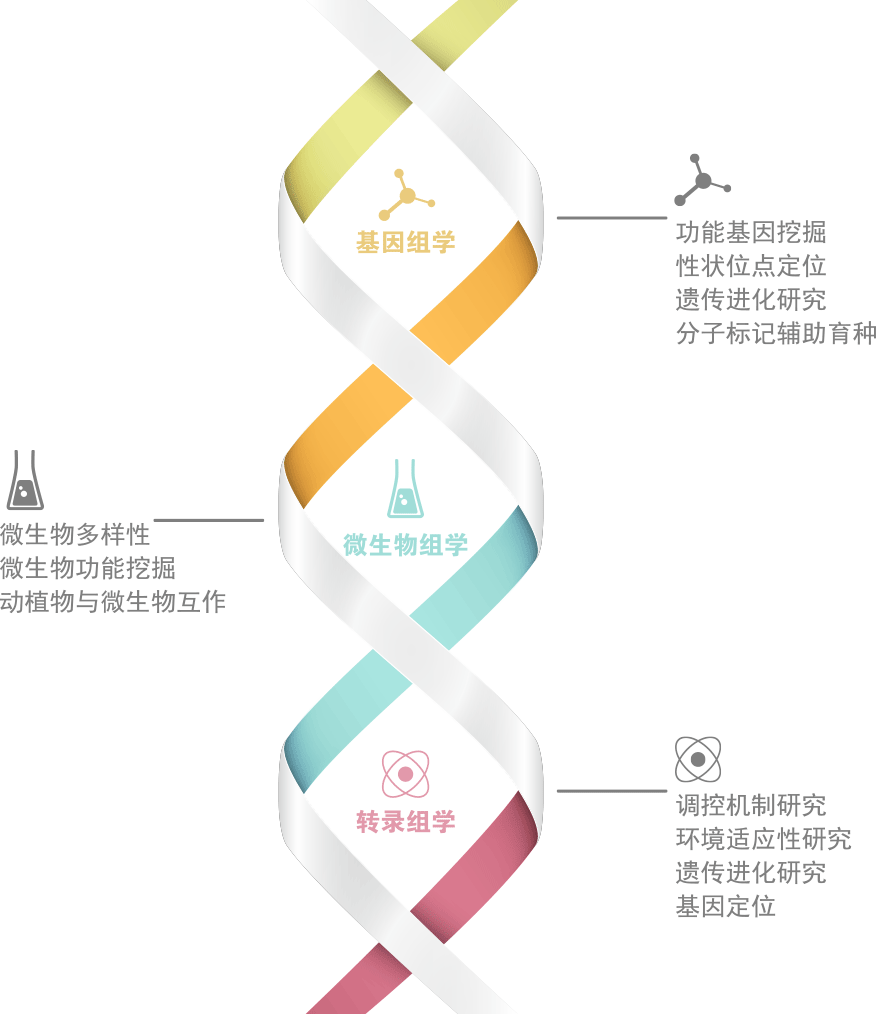 基因组学
功能基因挖掘
性状位点定位
遗传进化研究
分子标记辅助育种
微生物组学
微生物多样性
微生物功能挖掘
动植物与微生物互作
转录组学
调控机制研究
环境适应性研究
遗传进化研究
基因定位